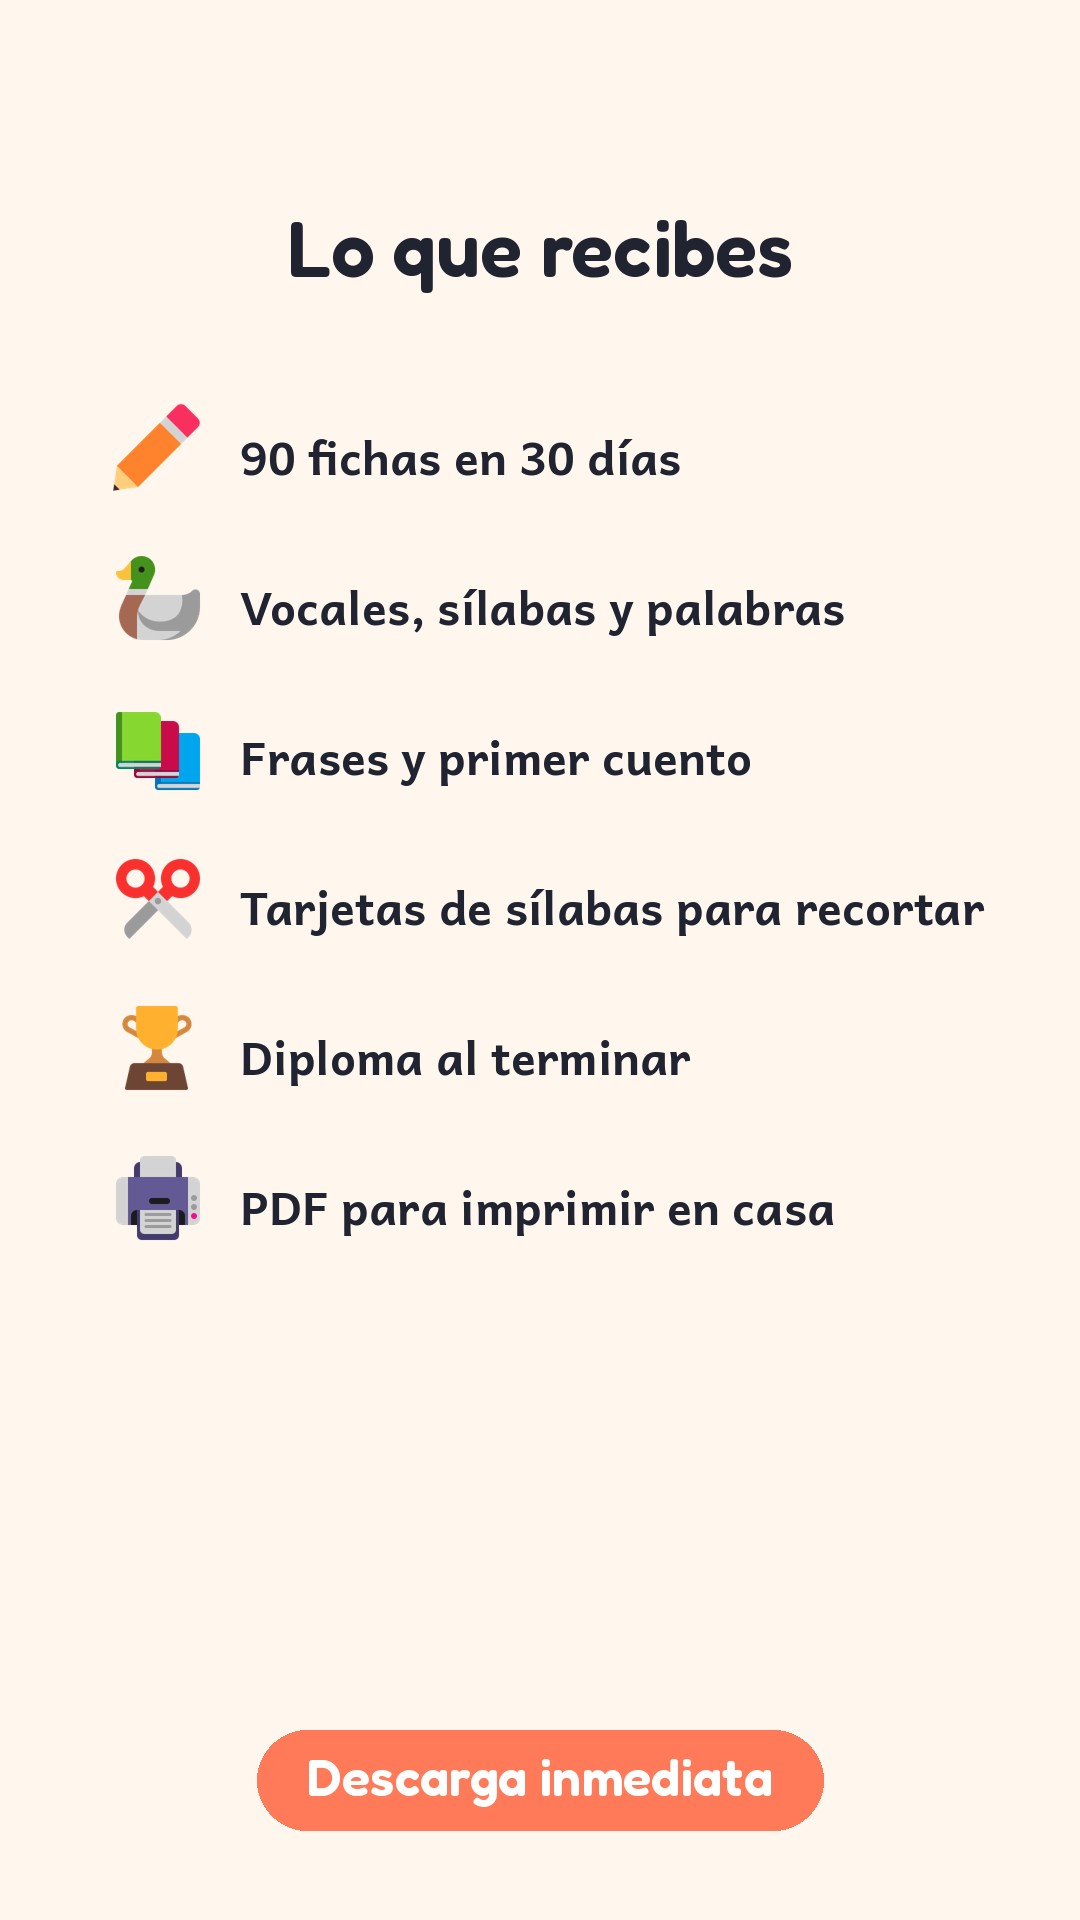 Lo que recibes
90 fichas en 30 días
Vocales, sílabas y palabras
Frases y primer cuento
Tarjetas de sílabas para recortar
Diploma al terminar
PDF para imprimir en casa
Descarga inmediata